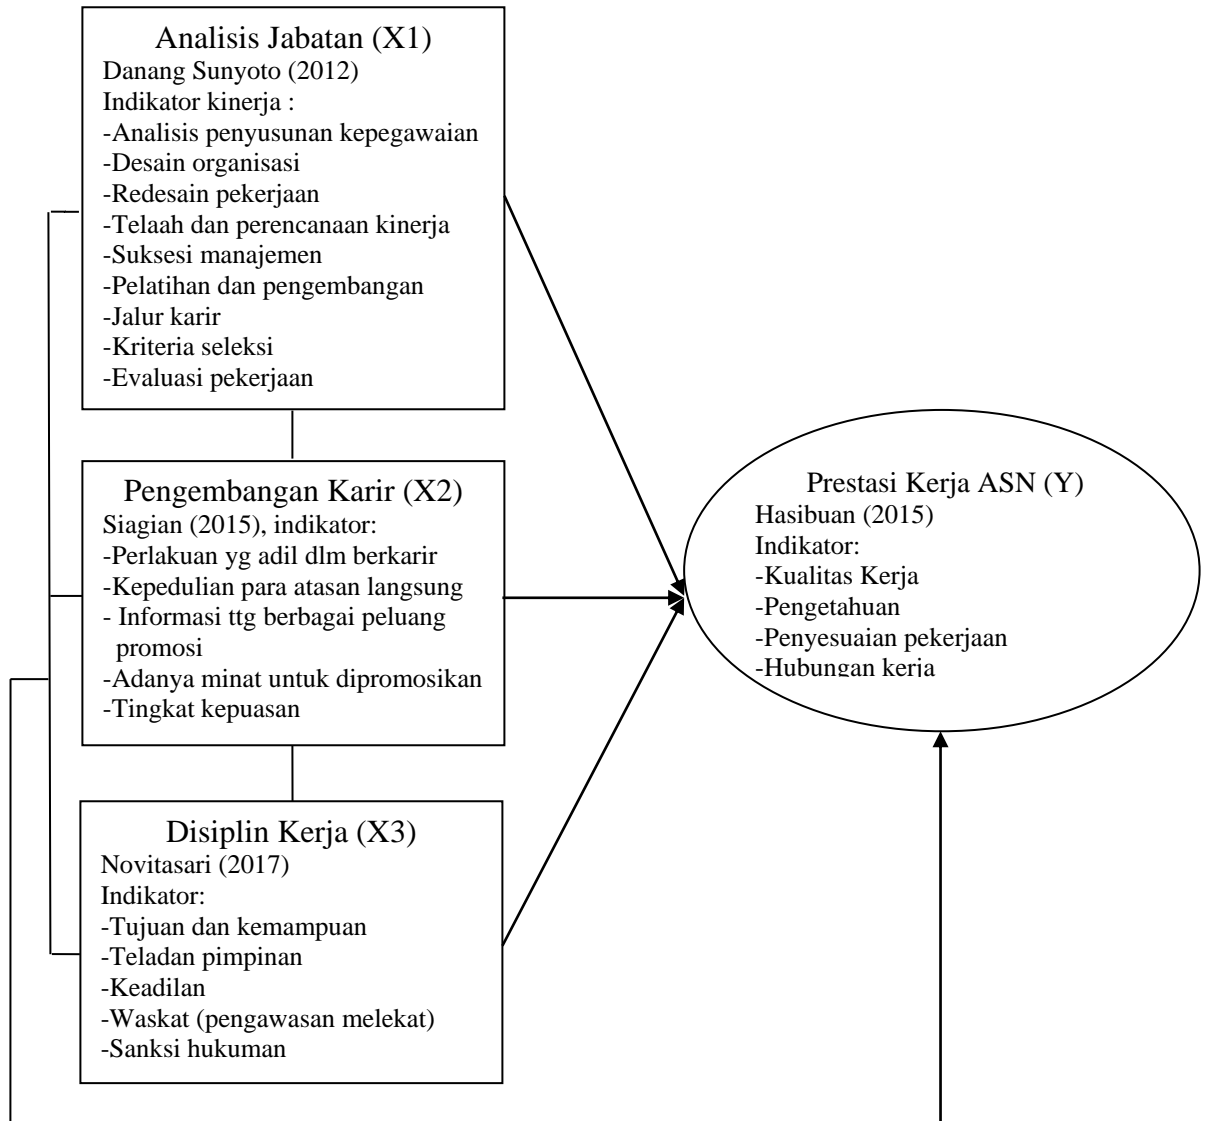 Analisis Jabatan (X1)
Danang Sunyoto (2012)
Indikator kinerja :
-Analisis penyusunan kepegawaian
-Desain organisasi
-Redesain pekerjaan
-Telaah dan perencanaan kinerja
-Suksesi manajemen
-Pelatihan dan pengembangan
-Jalur karir
-Kriteria seleksi
-Evaluasi pekerjaan
Pengembangan Karir (X2)
Siagian (2015), indikator:
-Perlakuan yg adil dlm berkarir
-Kepedulian para atasan langsung
- Informasi ttg berbagai peluang
promosi
-Adanya minat untuk dipromosikan
-Tingkat kepuasan
Disiplin Kerja (X3)
Novitasari (2017)
Indikator:
-Tujuan dan kemampuan
-Teladan pimpinan
-Keadilan
-Waskat (pengawasan melekat)
-Sanksi hukuman
Prestasi Kerja ASN (Y)
Hasibuan (2015)
Indikator:
-Kualitas Kerja
-Pengetahuan
-Penyesuaian pekerjaan
-Hubungan kerja